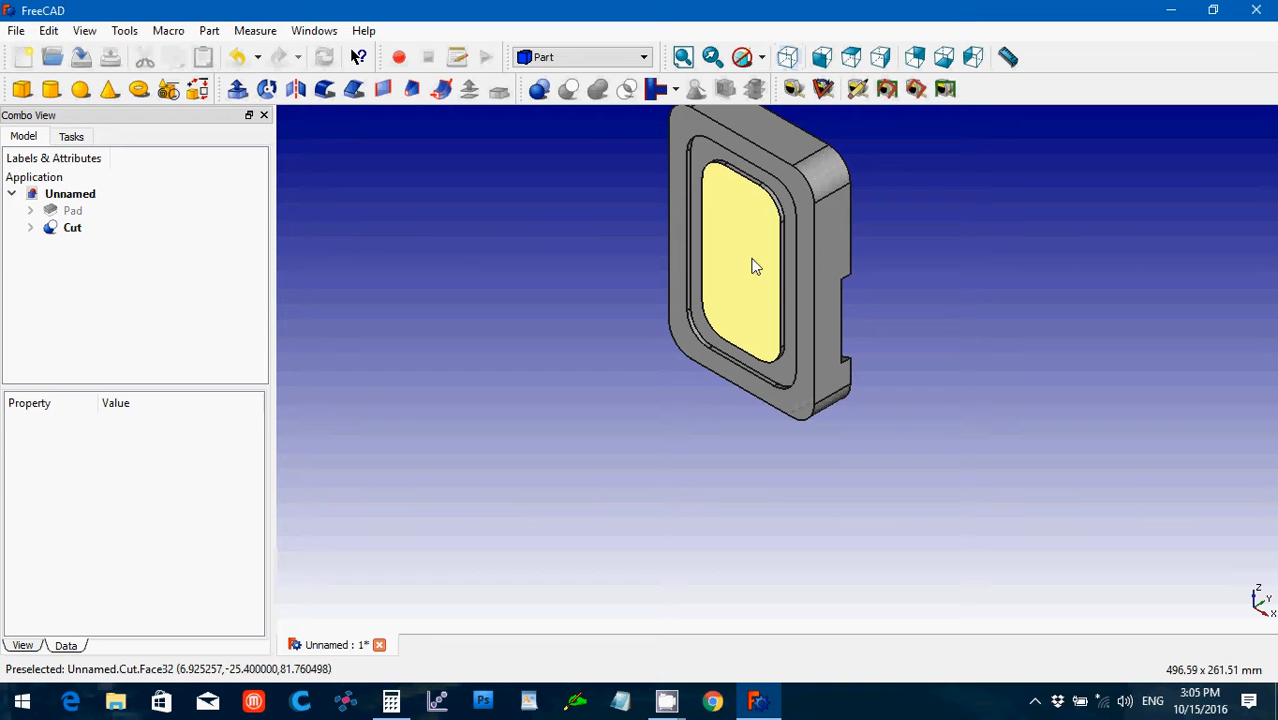 FreeCAD
File Edit View Tools Macro Part Measure Windows Help
Part
Combo View
Model Tasks
Labels & Attributes
Application
Unnamed
Pad
Cut
Property Value
View Data
Unnamed : 1*
Preselected: Unnamed.Cut.Face32 (6.925257,-25.400000,81.760498)
496.59 x 261.51 mm
Z
Y
X
Ps
ENG
3:05 PM
10/15/2016